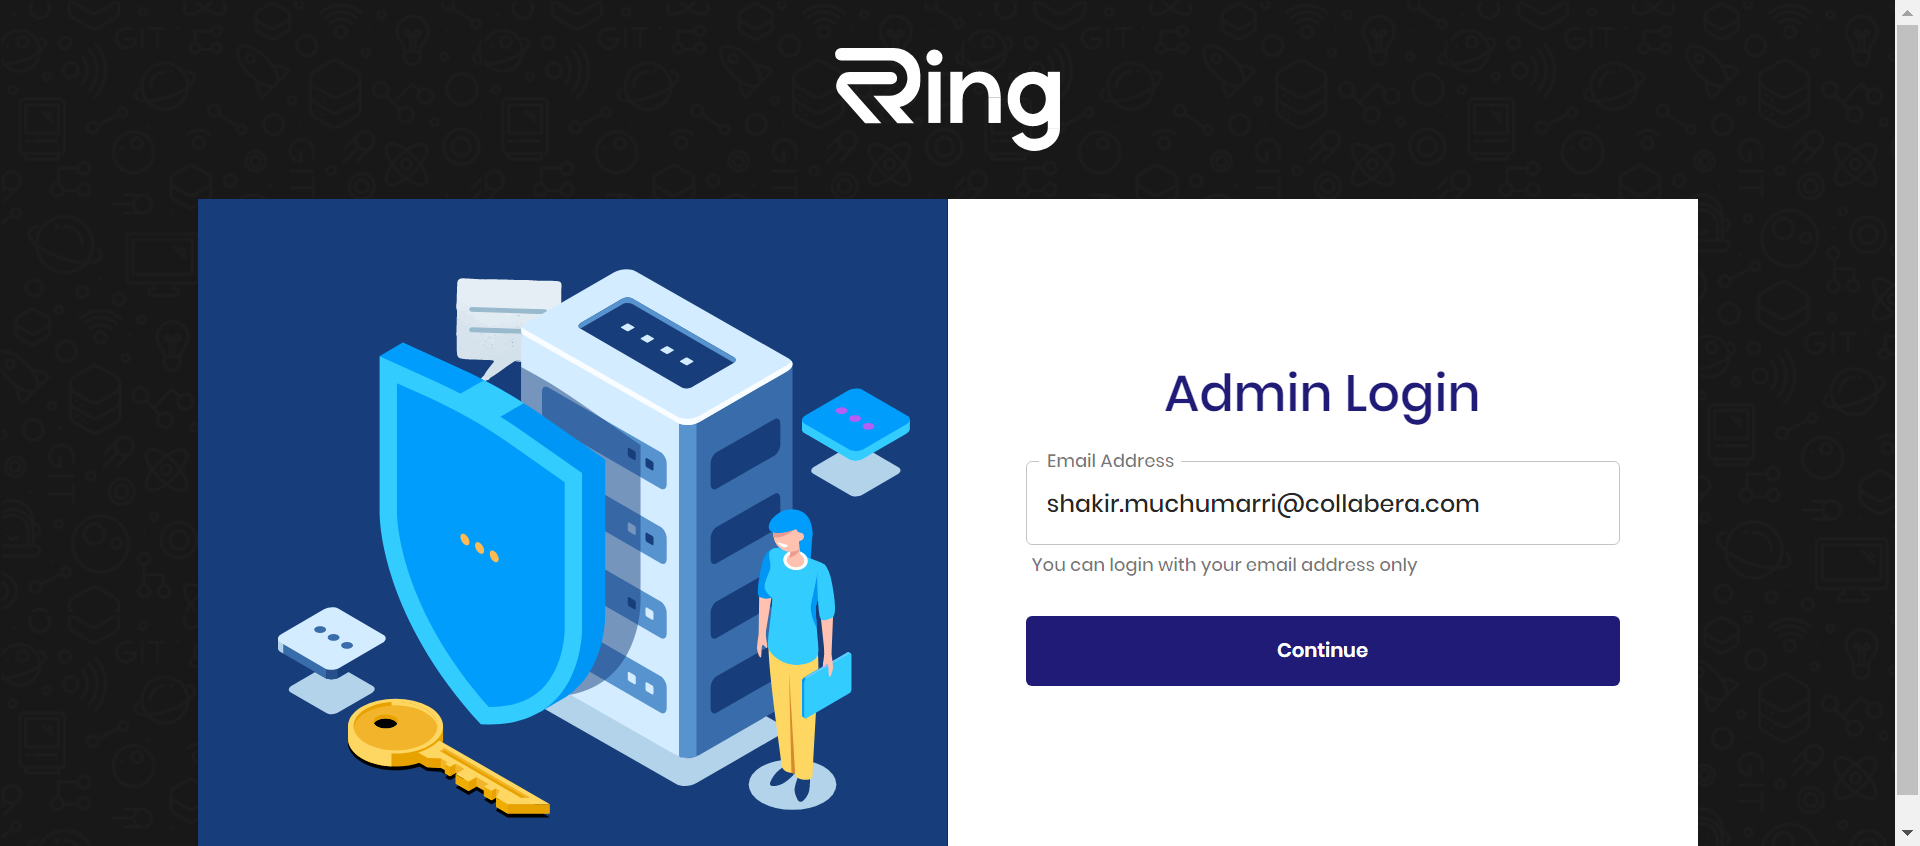 Ring
Admin Login
Email Address
shakir.muchumarri@collabera.com
You can login with your email address only
Continue